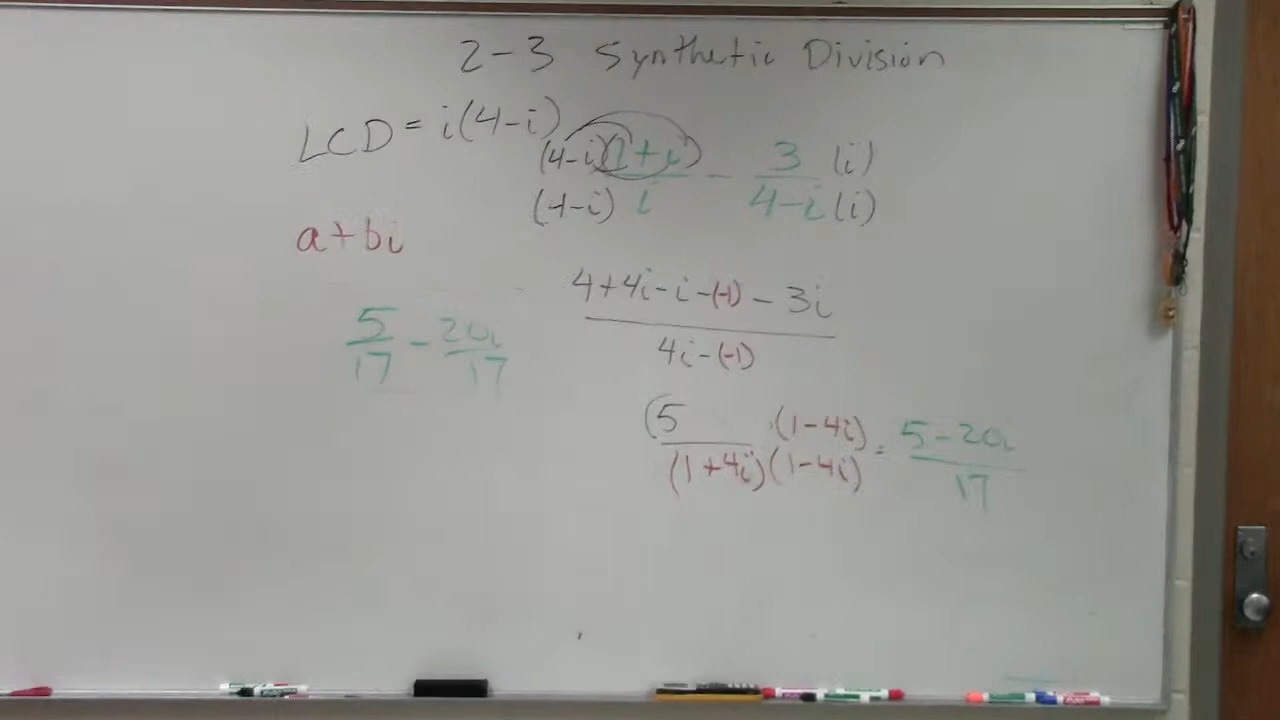 2-3 Synthetic Division
LCD = i(4-i)
(4-i)(1+i) - 3 (i)
(4-i) i 4-i (i)
a+bi
4+4i-i-(-1)-3i
4i-(-1)
5/17 - 20i/17
(5 (1-4i) = 5-20i
(1+4i)(1-4i) 17